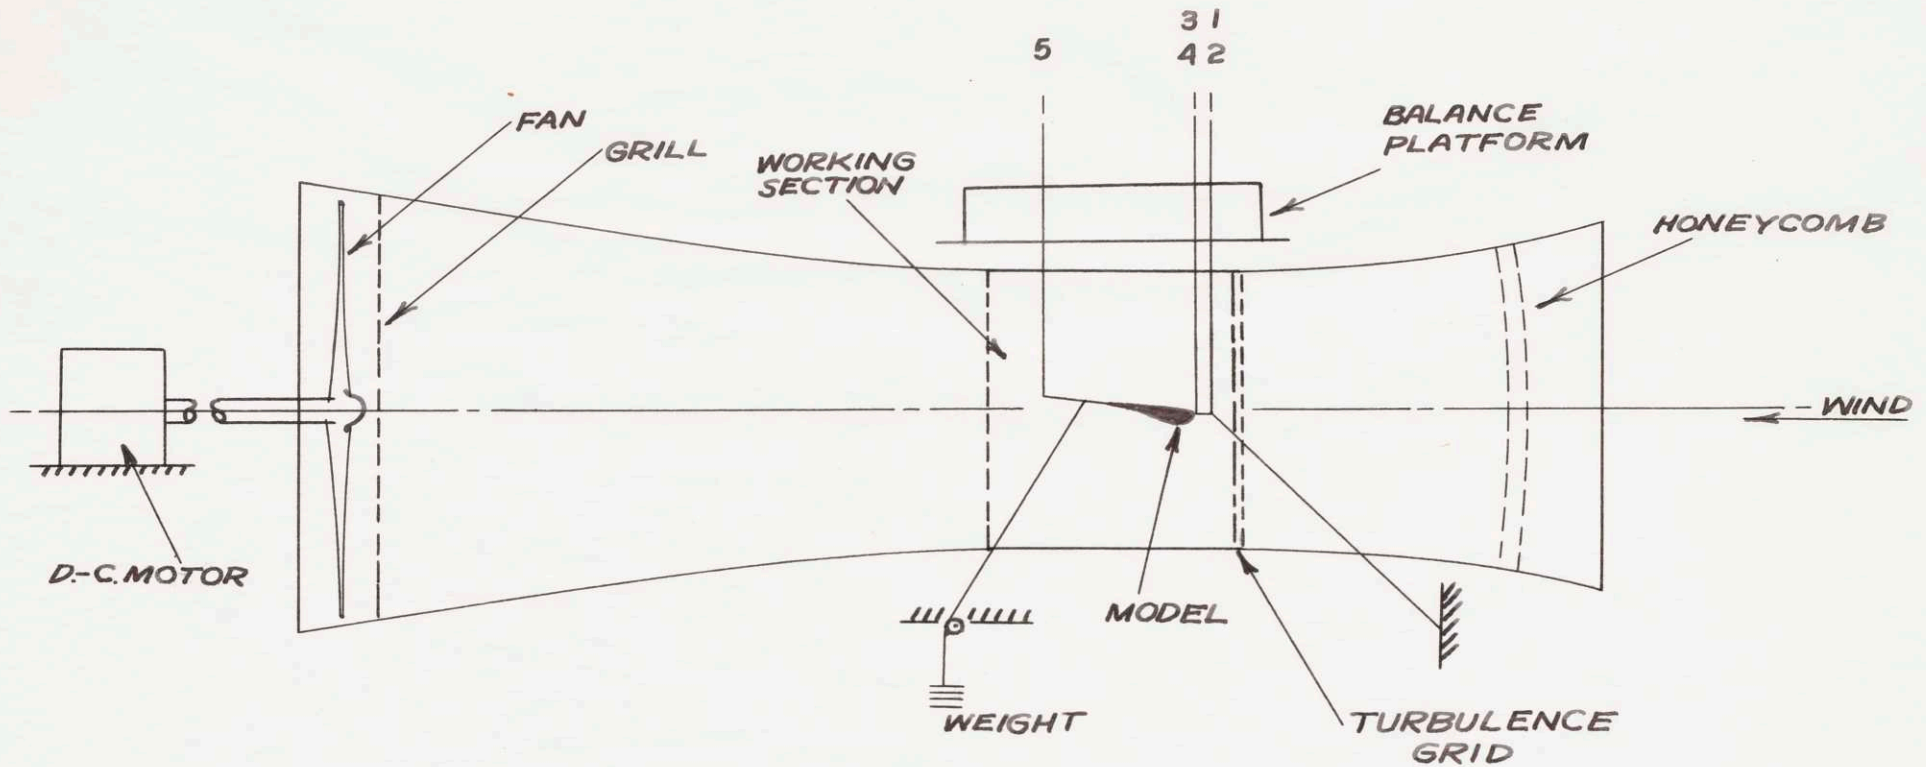 3 1
5 4 2
FAN
GRILL
WORKING
SECTION
BALANCE
PLATFORM
HONEYCOMB
WIND
D.-C. MOTOR
MODEL
WEIGHT
TURBULENCE
GRID